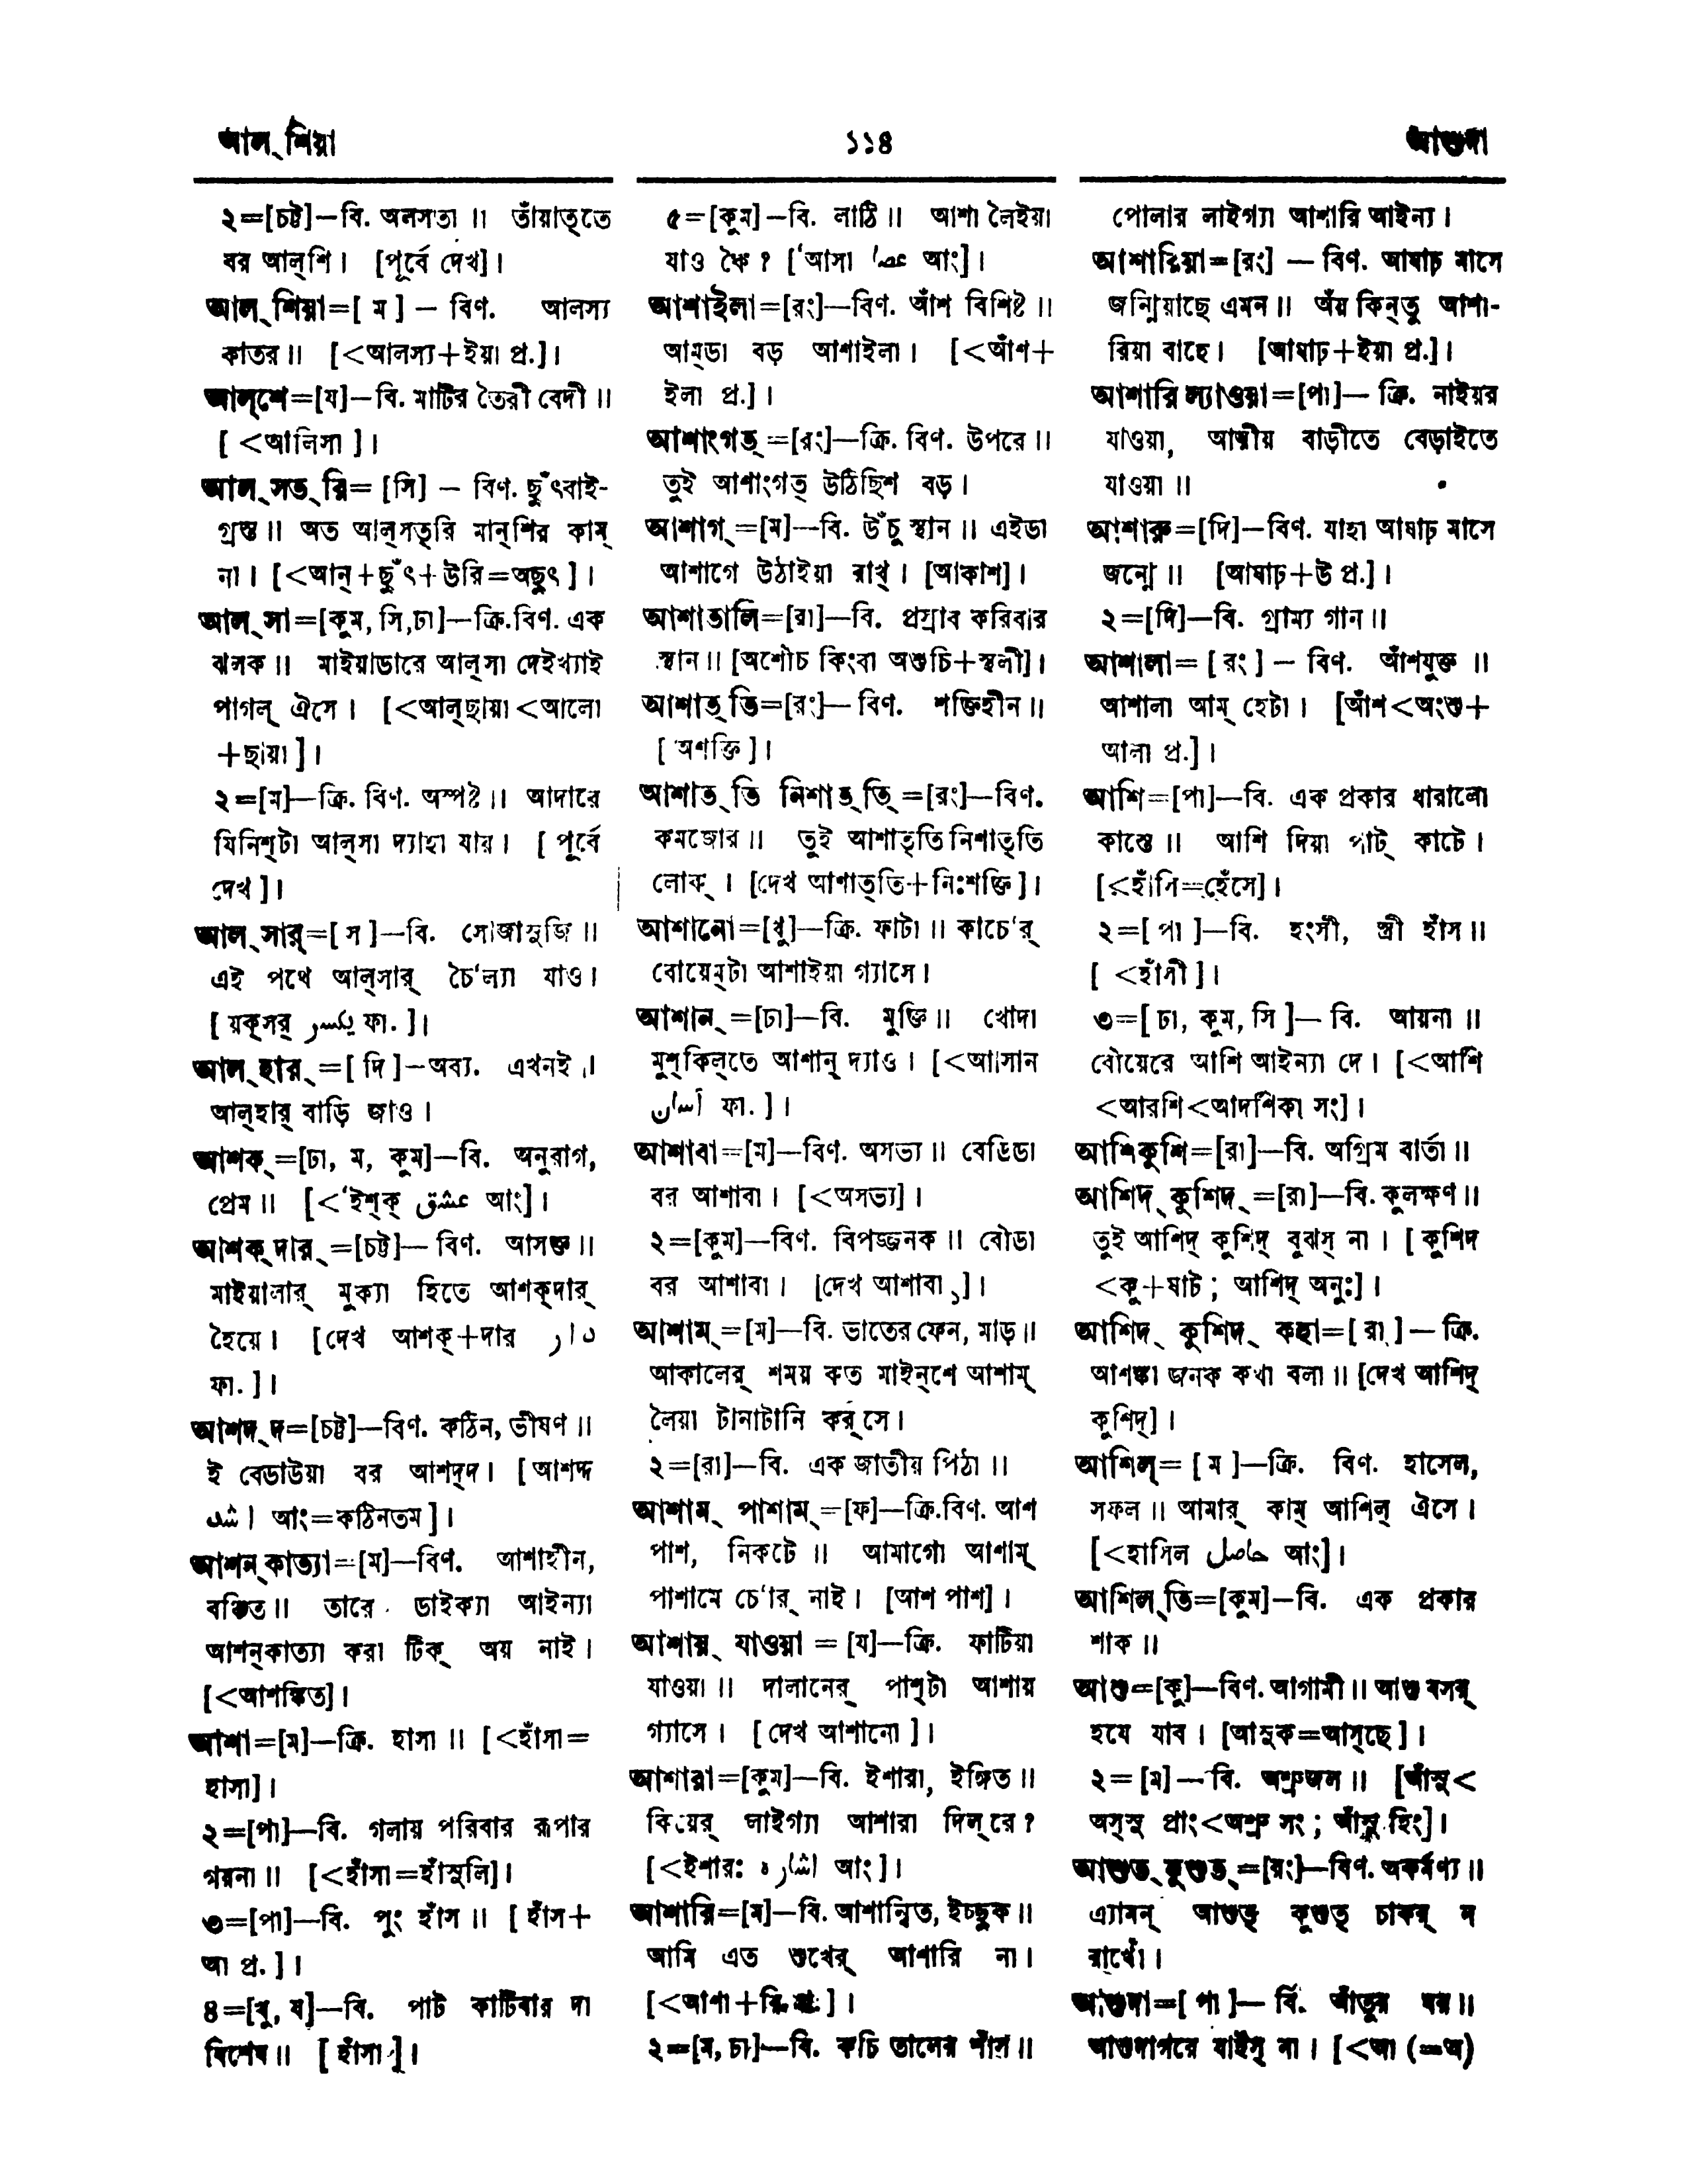 আল্‌শিয়া
১১৪
আশুদা
২=[চট্ট]—বি. অলসতা ॥ তাঁয়াত্‌তে
বর আল্‌শি। [পূর্বে দেখ]।
আল্‌শিয়া=[ ম ] — বিণ. আলস্য
কাতর॥ [<আলস্য+ইয়া প্র.]।
আল্‌শে=[য]—বি. মাটির তৈরী বেদী ॥
[ <আলিসা ]।
আল্‌সত্‌রি= [সি] — বিণ. ছুঁৎবাই-
গ্রস্ত॥ অত আল্‌সত্‌রি মান্‌শির কাম্
না। [<আন্+ছুঁৎ+উরি=অছুৎ]।
আল্‌সা=[কুম, সি,ঢা]—ক্রি.বিণ. এক
ঝলক॥ মাইয়াডারে আল্‌সা দেইখ্যাই
পাগল্ ঐসে। [<আল্‌ছায়া<আলো
+ছায়া]।
২=[ম]—ক্রি. বিণ. অস্পষ্ট॥ আদারে
যিনিশ্‌টা আল্‌সা দ্যাহা যায়। [ পূর্বে
দেখ]।
আল্‌সার্=[ স ]—বি. সোজাসুজি ॥
এই পথে আল্‌সার্ চৈ'ল্যা যাও।
[ য়ক্‌সর্ يكسر ফা. ]।
আল্‌হার্=[ দি ]—অব্য. এখনই ॥
আল্‌হার্ বাড়ি জাও।
আশক্=[ঢা, ম, কুম]—বি. অনুরাগ,
প্রেম॥ [<'ইশ্‌ক্ عشق আং]।
আশক্‌দার্=[চট্ট]— বিণ. আসক্ত॥
মাইয়ালার্ মুক্যা হিতে আশক্‌দার্
হৈয়ে। [দেখ আশক্+দার دار
ফা. ]।
আশদ্‌দ=[চট্ট]—বিণ. কঠিন, ভীষণ॥
ই বেডাউয়া বর আশদ্‌দ। [ আশদ্দ
اشد আং=কঠিনতম]।
আশন্‌কাত্যা=[ম]—বিণ. আশাহীন,
বঞ্চিত॥ তারে ডাইক্যা আইন্যা
আশন্‌কাত্যা করা টিক্ অয় নাই।
[<আশঙ্কিত]।
আশা=[ম]—ক্রি. হাসা॥ [<হাঁসা=
হাসা]।
২=[পা]—বি. গলায় পরিবার রূপার
গয়না॥ [<হাঁসা=হাঁসুলি]।
৩=[পা]—বি. পুং হাঁস॥ [ হাঁস+
আ প্র. ]।
৪=[খু, য]—বি. পাট কাটিবার দা
বিশেষ॥ [ হাঁসা ]।
৫=[কুম]—বি. লাঠি॥ আশা লৈইয়া
যাও কৈ? ['আসা عصا আং]।
আশাইলা=[রং]—বিণ. আঁশ বিশিষ্ট॥
আম্‌ডা বড় আশাইলা। [<আঁশ+
ইলা প্র.]।
আশাংগত্=[রং]—ক্রি. বিণ. উপরে॥
তুই আশাংগত্ উঠিছিশ বড়।
আশাগ্=[ম]—বি. উঁচু স্থান॥ এইডা
আশাগে উঠাইয়া রাখ্। [আকাশ]।
আশাতালি=[রা]—বি. প্রস্রাব করিবার
স্থান॥ [অশৌচ কিংবা অশুচি+স্থলী]।
আশাত্‌তি=[রং]— বিণ. শক্তিহীন॥
[ অশক্তি ]।
আশাত্‌তি নিশাত্‌তি=[রং]—বিণ.
কমজোর॥ তুই আশাত্‌তি নিশাত্‌তি
লোক্। [দেখ আশাত্‌তি+নিঃশক্তি]।
আশানো=[খু]—ক্রি. ফাটা॥ কাচে'র্
বোয়েন্‌টা আশাইয়া গ্যাসে।
আশান্=[ঢা]—বি. মুক্তি॥ খোদা
মুশ্‌কিল্‌তে আশান্ দ্যাও। [<আসান
آسان ফা. ]।
আশাবা=[ম]—বিণ. অসভ্য॥ বেডিডা
বর আশাবা। [<অসভ্য]।
২=[কুম]—বিণ. বিপজ্জনক॥ বৌডা
বর আশাবা। [দেখ আশাবা১]।
আশাম্=[ম]—বি. ভাতের ফেন, মাড়॥
আকালের্ শময় কত মাইন্‌শে আশাম্
লৈয়া টানাটানি কর্‌সে।
২=[রা]—বি. এক জাতীয় পিঠা॥
আশাম্ পাশাম্=[ফ]—ক্রি.বিণ. আশ
পাশ, নিকটে॥ আমাগো আশাম্
পাশামে চে'ার্ নাই। [আশ পাশ]।
আশায় যাওয়া = [য]—ক্রি. ফাটিয়া
যাওয়া॥ দালানের্ পাশ্‌টা আশায়
গ্যাসে। [ দেখ আশানো ]।
আশারা=[কুম]—বি. ইশারা, ইঙ্গিত॥
কিয়ের্ লাইগ্যা আশারা দিল্‌রে?
[<ইশারঃ اشاره আং]।
আশারি=[ম]—বি. আশান্বিত, ইচ্ছুক॥
আমি এত শুখের্ আশারি না।
[<আশা+রি প্র.]।
২=[ম, ঢা]—বি. কচি তালের শাঁস॥
পোলার লাইগ্যা আশারি আইন্য।
আশারিয়া=[রং] — বিণ. আষাঢ় মাসে
জন্মিয়াছে এমন॥ অঁয় কিন্‌তু আশা-
রিয়া বাহে। [আষাঢ়+ইয়া প্র.]।
আশারি ল্যাওয়া=[পা]— ক্রি. নাইয়র
যাওয়া, আত্মীয় বাড়ীতে বেড়াইতে
যাওয়া॥
আশারু=[দি]—বিণ. যাহা আষাঢ় মাসে
জন্মে॥ [আষাঢ়+উ প্র.]।
২=[দি]—বি. গ্রাম্য গান॥
আশালা= [ রং ] — বিণ. আঁশযুক্ত ॥
আশালা আম্ হেটা। [আঁশ<অংশু+
আলা প্র.]।
আশি=[পা]—বি. এক প্রকার ধারালো
কাস্তে॥ আশি দিয়া পাট্ কাটে।
[<হাঁসি=হেঁসে]।
২=[ পা ]—বি. হংসী, স্ত্রী হাঁস॥
[ <হাঁসী ]।
৩=[ ঢা, কুম, সি ]— বি. আয়না ॥
বৌয়েরে আশি আইন্যা দে। [<আর্শি
<আরশি<আদর্শিকা সং]।
আশিকুশি=[রা]—বি. অগ্রিম বার্তা॥
আশিদ্ কুশিদ্=[রা]—বি. কুলক্ষণ॥
তুই আশিদ্ কুশিদ্ বুঝস্ না। [ কুশিদ
<কু+ষাট; আশিদ্ অনুঃ]।
আশিদ্ কুশিদ্ কহা=[ রা ] — ক্রি.
আশঙ্কা জনক কথা বলা॥ [দেখ আশিদ্
কুশিদ্]।
আশিল্= [ ম ]—ক্রি. বিণ. হাসেল,
সফল॥ আমার্ কাম্ আশিল্ ঐসে।
[<হাসিল حاصل আং]।
আশিল্‌তি=[কুম]—বি. এক প্রকার
শাক॥
আশু=[কু]—বিণ. আগামী॥ আশু বসর্
হযে যাব। [আসুক=আস্‌ছে]।
২= [ম] — বি. অশ্রুজল॥ [আঁসু<
অস্‌সু প্রাং<অশ্রু সং; আঁসু হিং]।
আশুত্ কুশুত্=[রং]—বিণ. অকর্মণ্য॥
এ্যামন্ আশুত্ কুশুত্ চাকর্ ন
রাখোঁ।
আশুদা=[ পা ]— বি. আঁতুর ঘর॥
আশুদাগরে যাইস্ না। [<আ (=অ)